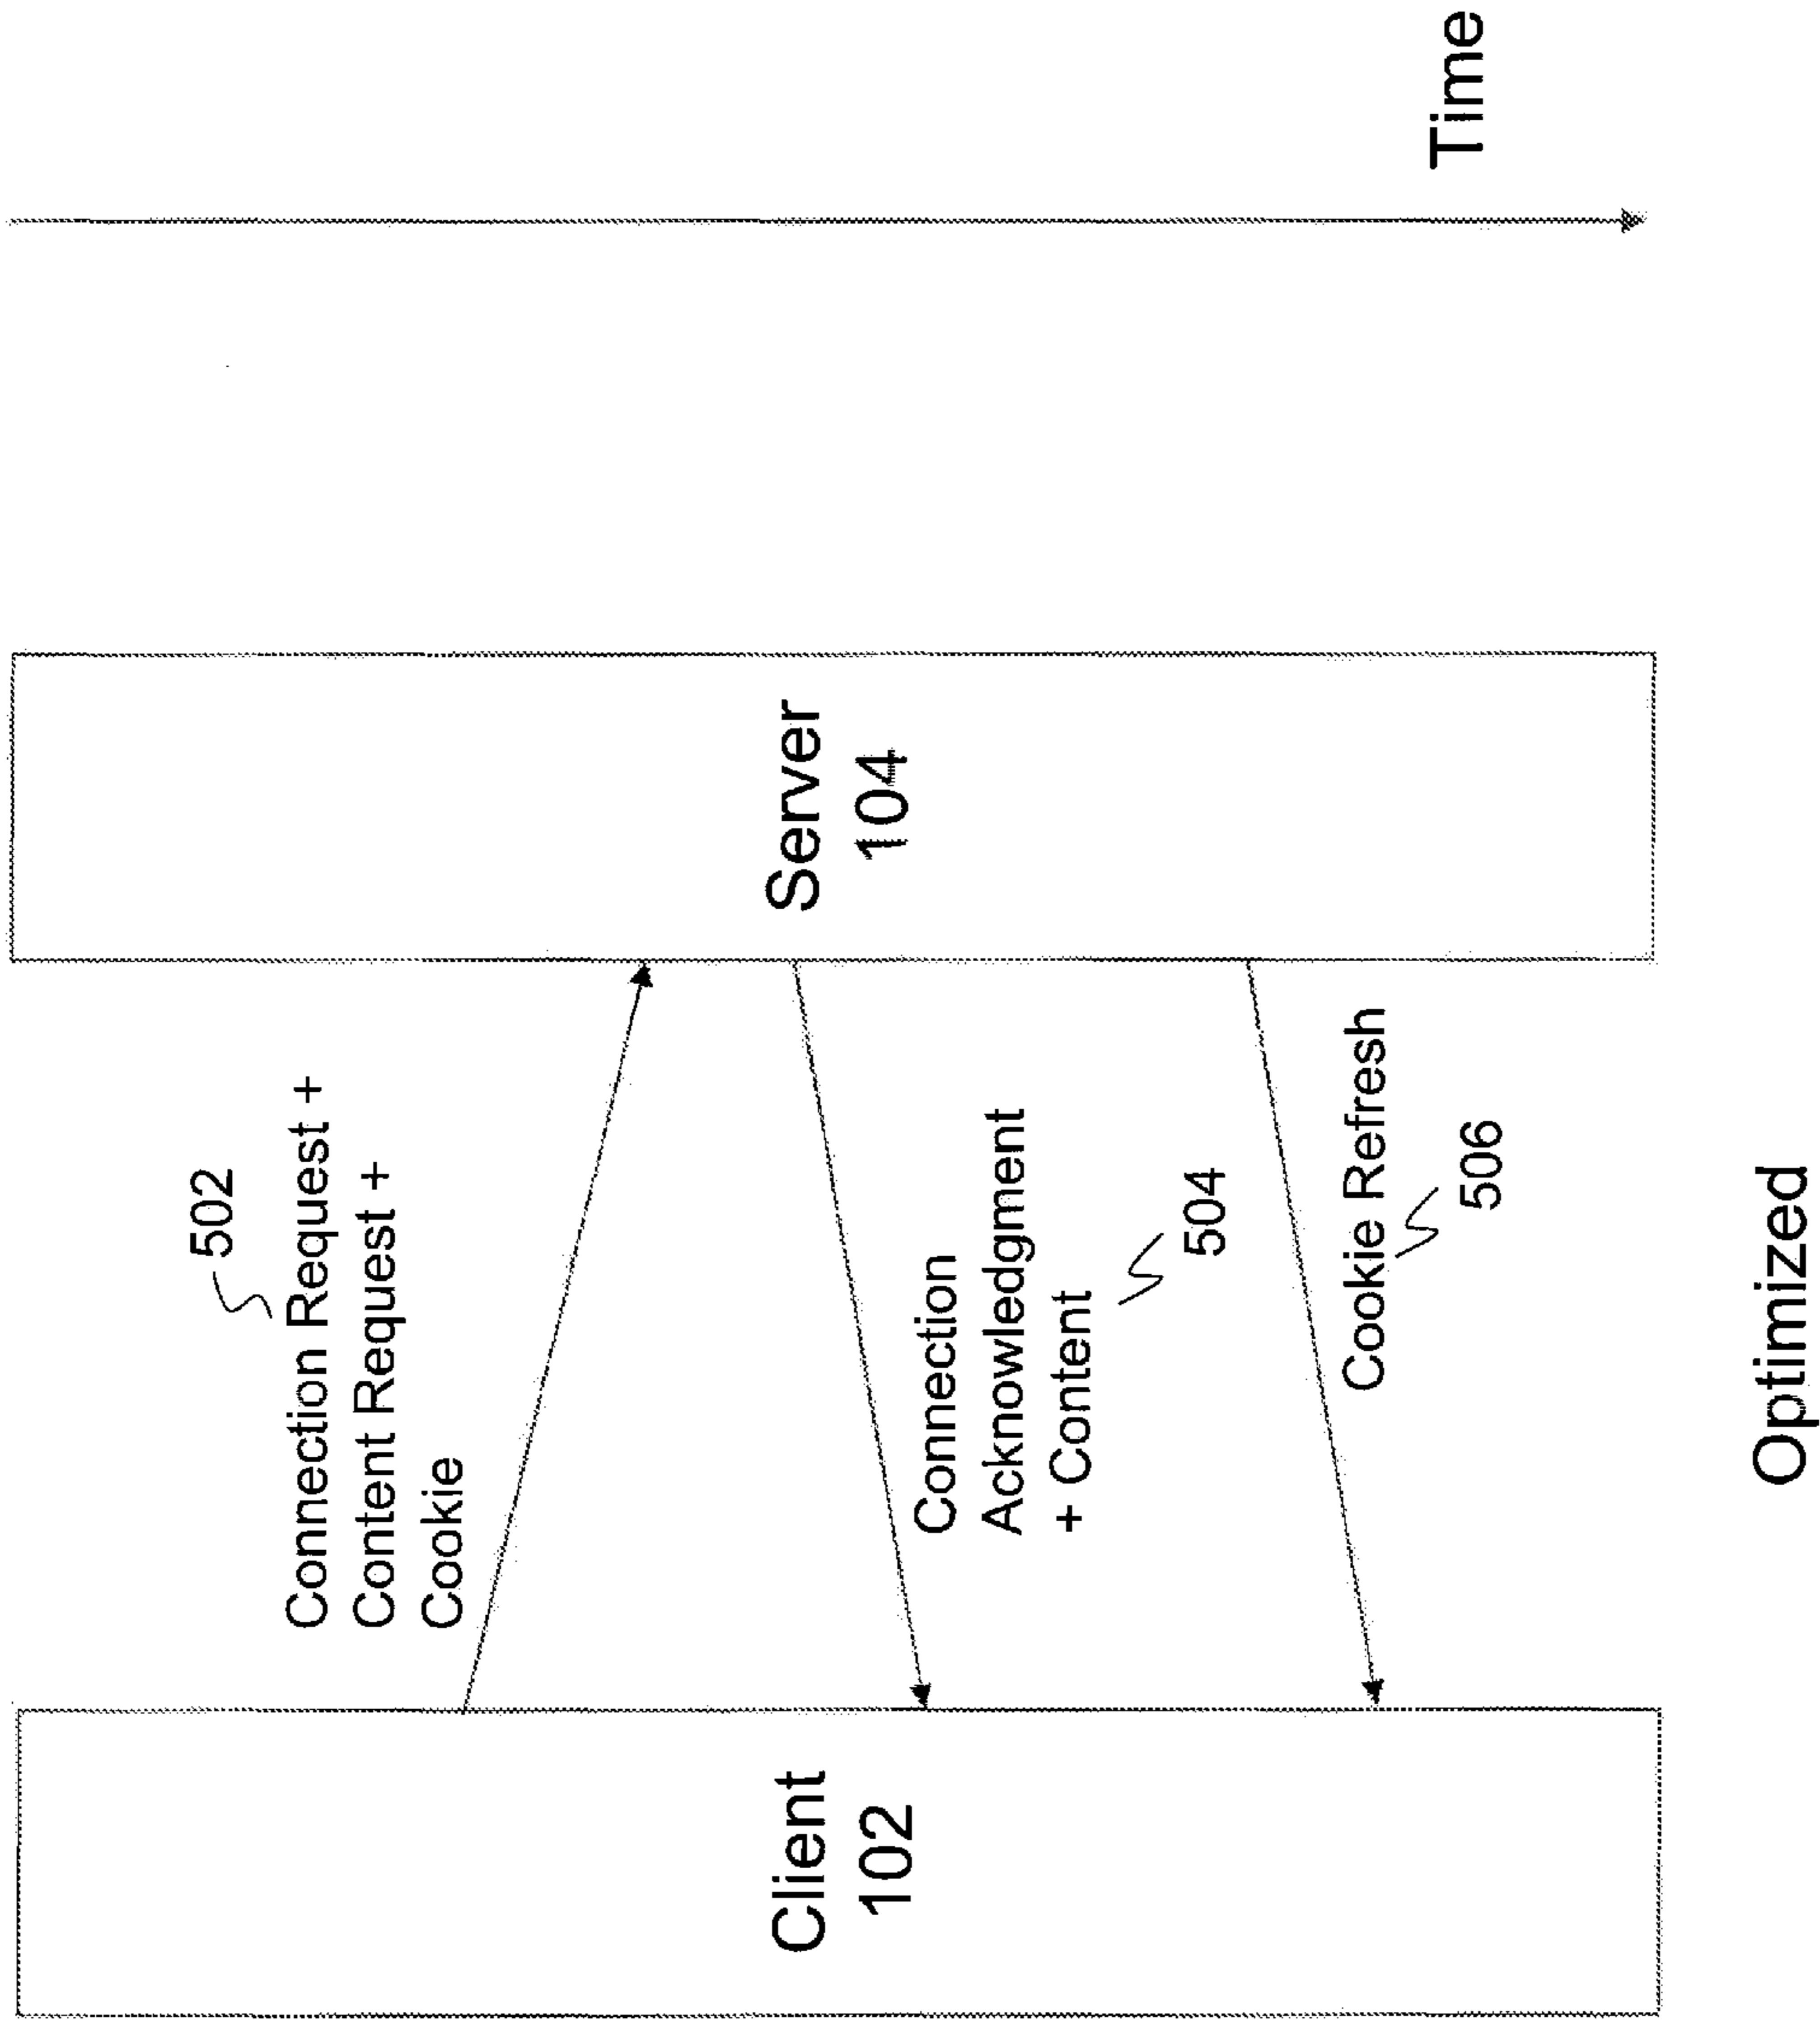 502
Connection Request +
Content Request +
Cookie
Client
102
Server
104
Connection
Acknowledgment
+ Content
504
Cookie Refresh
506
Time
Optimized